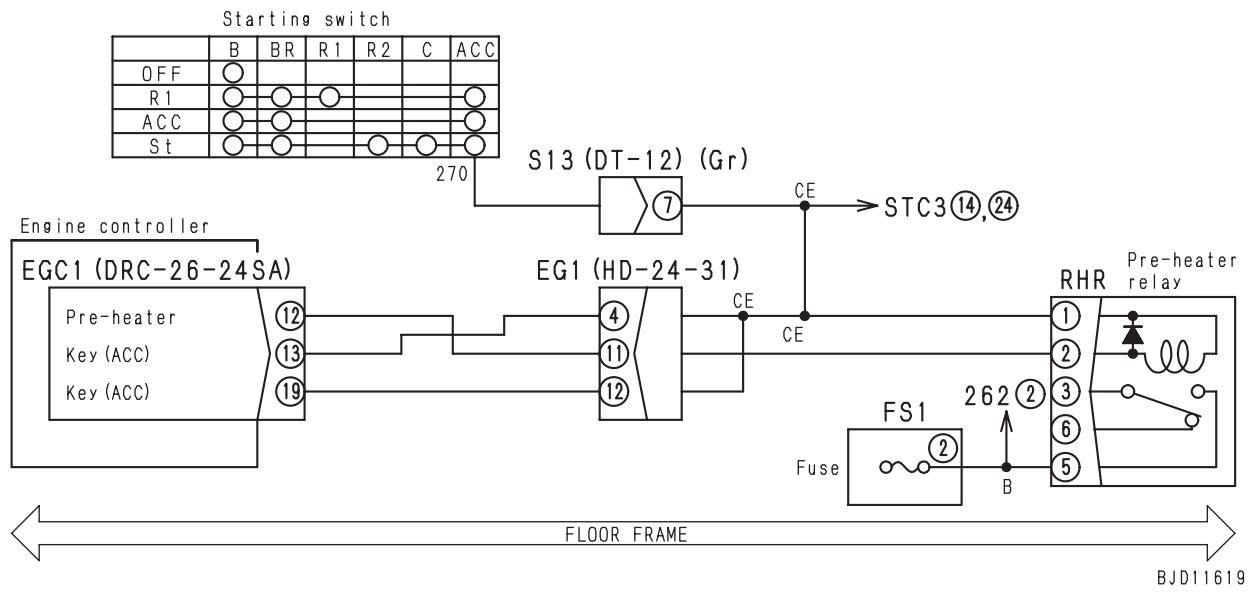 Starting switch
B BR R1 R2 C ACC
OFF
R1
ACC
St
270
S13 (DT-12) (Gr)
7
CE
STC3 14, 24
Engine controller
EGC1 (DRC-26-24SA)
EG1 (HD-24-31)
Pre-heater relay
RHR
Pre-heater 12
Key (ACC) 13
Key (ACC) 19
4
11
12
CE
CE
1
2
3
6
5
262 2
FS1
2
Fuse
B
FLOOR FRAME
BJD11619